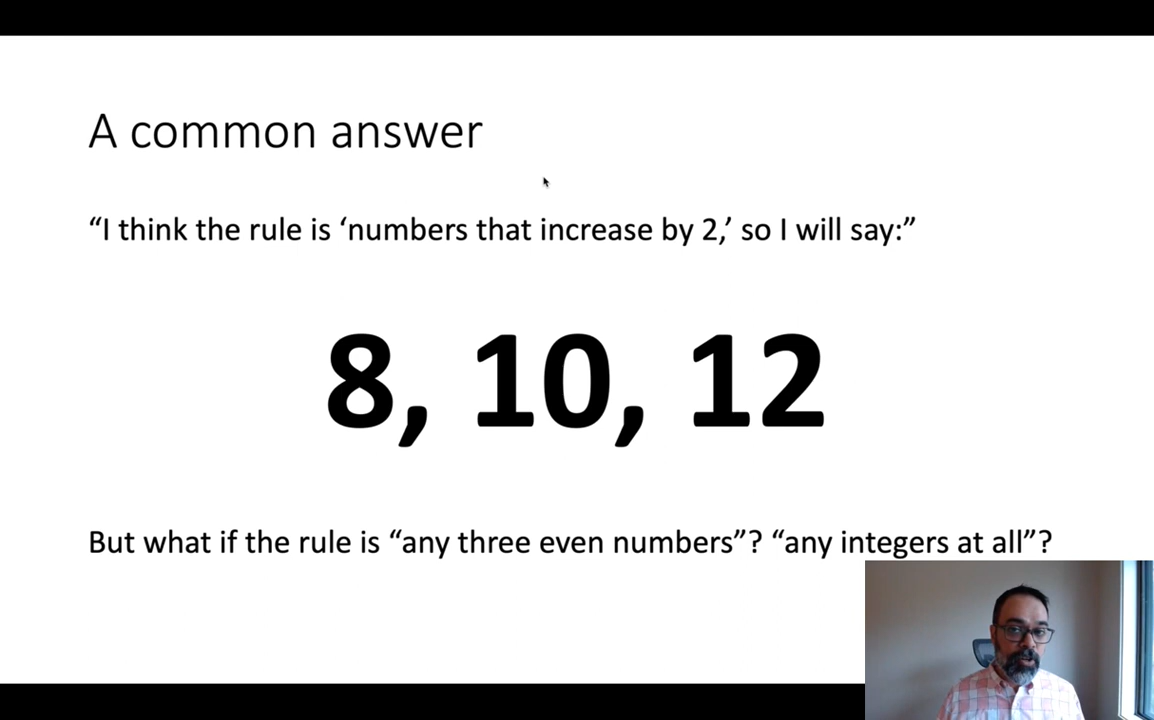 A common answer
“I think the rule is ‘numbers that increase by 2,’ so I will say:”
8, 10, 12
But what if the rule is “any three even numbers”? “any integers at all”?